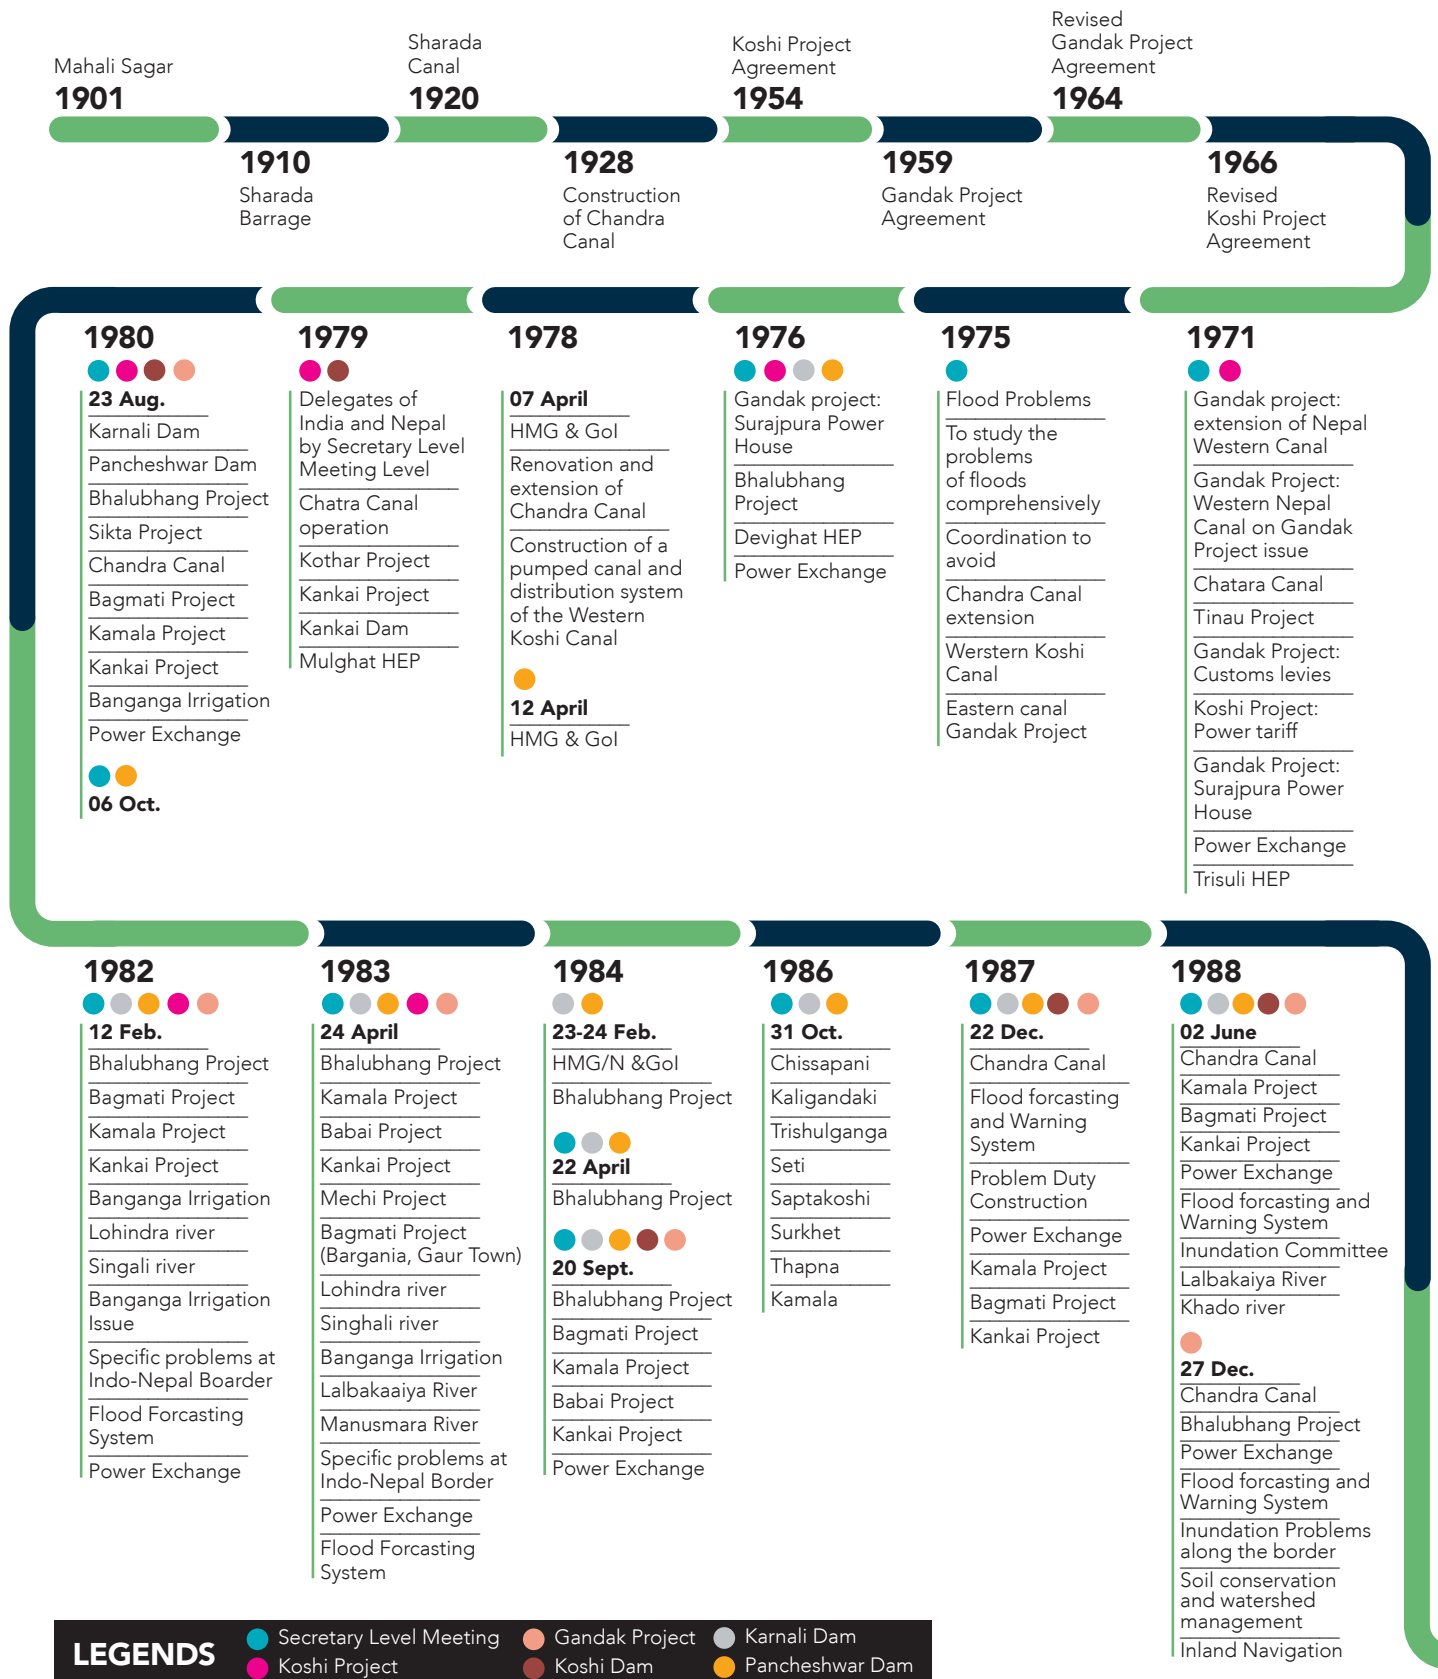 Mahali Sagar
1901
1910
Sharada
Barrage
Sharada
Canal
1920
1928
Construction
of Chandra
Canal
Koshi Project
Agreement
1954
1959
Gandak Project
Agreement
Revised
Gandak Project
Agreement
1964
1966
Revised
Koshi Project
Agreement
1971
Gandak project:
extension of Nepal
Western Canal
Gandak Project:
Western Nepal
Canal on Gandak
Project issue
Chatara Canal
Tinau Project
Gandak Project:
Customs levies
Koshi Project:
Power tariff
Gandak Project:
Surajpura Power
House
Power Exchange
Trisuli HEP
1975
Flood Problems
To study the
problems
of floods
comprehensively
Coordination to
avoid
Chandra Canal
extension
Werstern Koshi
Canal
Eastern canal
Gandak Project
1976
Gandak project:
Surajpura Power
House
Bhalubhang
Project
Devighat HEP
Power Exchange
1978
07 April
HMG & GoI
Renovation and
extension of
Chandra Canal
Construction of a
pumped canal and
distribution system
of the Western
Koshi Canal
12 April
HMG & GoI
1979
Delegates of
India and Nepal
by Secretary Level
Meeting Level
Chatra Canal
operation
Kothar Project
Kankai Project
Kankai Dam
Mulghat HEP
1980
23 Aug.
Karnali Dam
Pancheshwar Dam
Bhalubhang Project
Sikta Project
Chandra Canal
Bagmati Project
Kamala Project
Kankai Project
Banganga Irrigation
Power Exchange
06 Oct.
1982
12 Feb.
Bhalubhang Project
Bagmati Project
Kamala Project
Kankai Project
Banganga Irrigation
Lohindra river
Singali river
Banganga Irrigation
Issue
Specific problems at
Indo-Nepal Boarder
Flood Forcasting
System
Power Exchange
1983
24 April
Bhalubhang Project
Kamala Project
Babai Project
Kankai Project
Mechi Project
Bagmati Project
(Bargania, Gaur Town)
Lohindra river
Singhali river
Banganga Irrigation
Lalbakaaiya River
Manusmara River
Specific problems at
Indo-Nepal Border
Power Exchange
Flood Forcasting
System
1984
23-24 Feb.
HMG/N &GoI
Bhalubhang Project
22 April
Bhalubhang Project
20 Sept.
Bhalubhang Project
Bagmati Project
Kamala Project
Babai Project
Kankai Project
Power Exchange
1986
31 Oct.
Chissapani
Kaligandaki
Trishulganga
Seti
Saptakoshi
Surkhet
Thapna
Kamala
1987
22 Dec.
Chandra Canal
Flood forcasting
and Warning
System
Problem Duty
Construction
Power Exchange
Kamala Project
Bagmati Project
Kankai Project
1988
02 June
Chandra Canal
Kamala Project
Bagmati Project
Kankai Project
Power Exchange
Flood forcasting and
Warning System
Inundation Committee
Lalbakaiya River
Khado river
27 Dec.
Chandra Canal
Bhalubhang Project
Power Exchange
Flood forcasting and
Warning System
Inundation Problems
along the border
Soil conservation
and watershed
management
Inland Navigation
LEGENDS
Secretary Level Meeting
Koshi Project
Gandak Project
Koshi Dam
Karnali Dam
Pancheshwar Dam